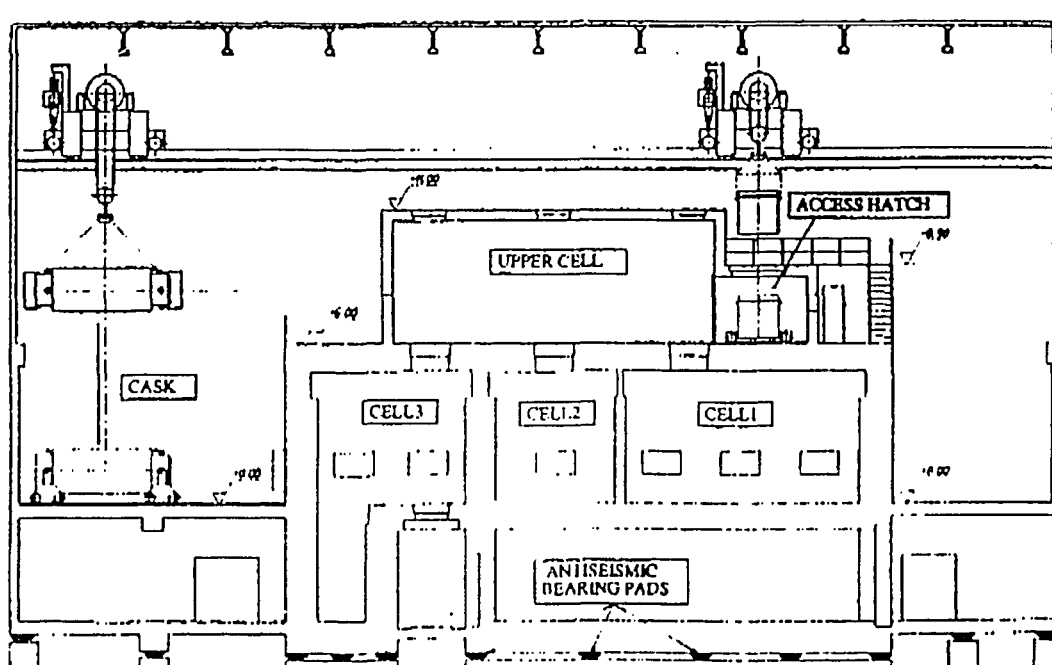 ACCESS HATCH
UPPER CELL
CASK
CELL3
CELL2
CELL1
ANTISEISMIC
BEARING PADS